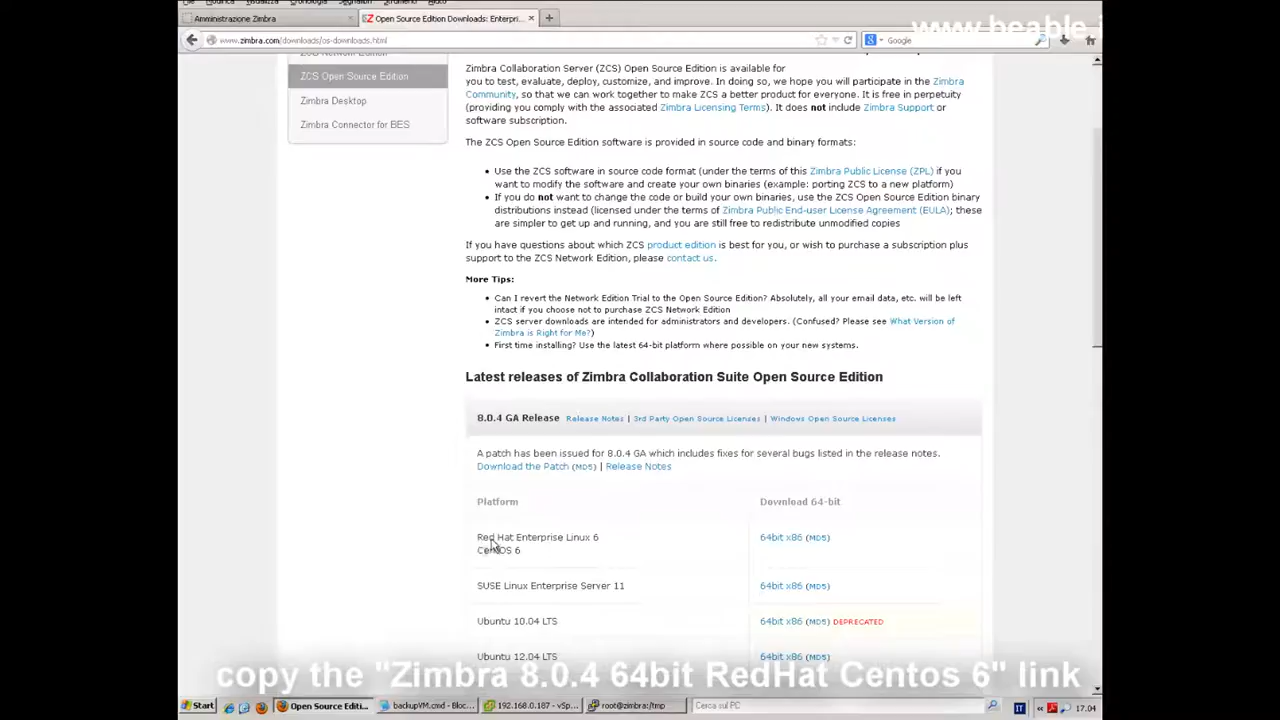 Modifica Visualizza Cronologia Segnalibri Strumenti Aiuto
Amministrazione Zimbra
Open Source Edition Downloads: Enterpri...
www.beable.i
www.zimbra.com/downloads/os-downloads.html
Google
ZCS Network Edition
ZCS Open Source Edition
Zimbra Desktop
Zimbra Connector for BES
Zimbra Collaboration Server (ZCS) Open Source Edition is available for
you to test, evaluate, deploy, customize, and improve. In doing so, we hope you will participate in the Zimbra
Community, so that we can work together to make ZCS a better product for everyone. It is free in perpetuity
(providing you comply with the associated Zimbra Licensing Terms). It does not include Zimbra Support or
software subscription.
The ZCS Open Source Edition software is provided in source code and binary formats:
Use the ZCS software in source code format (under the terms of this Zimbra Public License (ZPL) if you
want to modify the software and create your own binaries (example: porting ZCS to a new platform)
If you do not want to change the code or build your own binaries, use the ZCS Open Source Edition binary
distributions instead (licensed under the terms of Zimbra Public End-user License Agreement (EULA); these
are simpler to get up and running, and you are still free to redistribute unmodified copies
If you have questions about which ZCS product edition is best for you, or wish to purchase a subscription plus
support to the ZCS Network Edition, please contact us.
More Tips:
Can I revert the Network Edition Trial to the Open Source Edition? Absolutely, all your email data, etc. will be left
intact if you choose not to purchase ZCS Network Edition
ZCS server downloads are intended for administrators and developers. (Confused? Please see What Version of
Zimbra is Right for Me?)
First time installing? Use the latest 64-bit platform where possible on your new systems.
Latest releases of Zimbra Collaboration Suite Open Source Edition
8.0.4 GA Release Release Notes | 3rd Party Open Source Licenses | Windows Open Source Licenses
A patch has been issued for 8.0.4 GA which includes fixes for several bugs listed in the release notes.
Download the Patch (MD5) | Release Notes
Platform Download 64-bit
Red Hat Enterprise Linux 6 64bit x86 (MD5)
CentOS 6
SUSE Linux Enterprise Server 11 64bit x86 (MD5)
Ubuntu 10.04 LTS 64bit x86 (MD5) DEPRECATED
Ubuntu 12.04 LTS 64bit x86 (MD5)
copy the "Zimbra 8.0.4 64bit RedHat Centos 6" link
Start
Open Source Editi...
backupVM.cmd - Bloc...
192.168.0.187 - vSp...
root@zimbra:/tmp
Cerca sul PC
IT
17.04